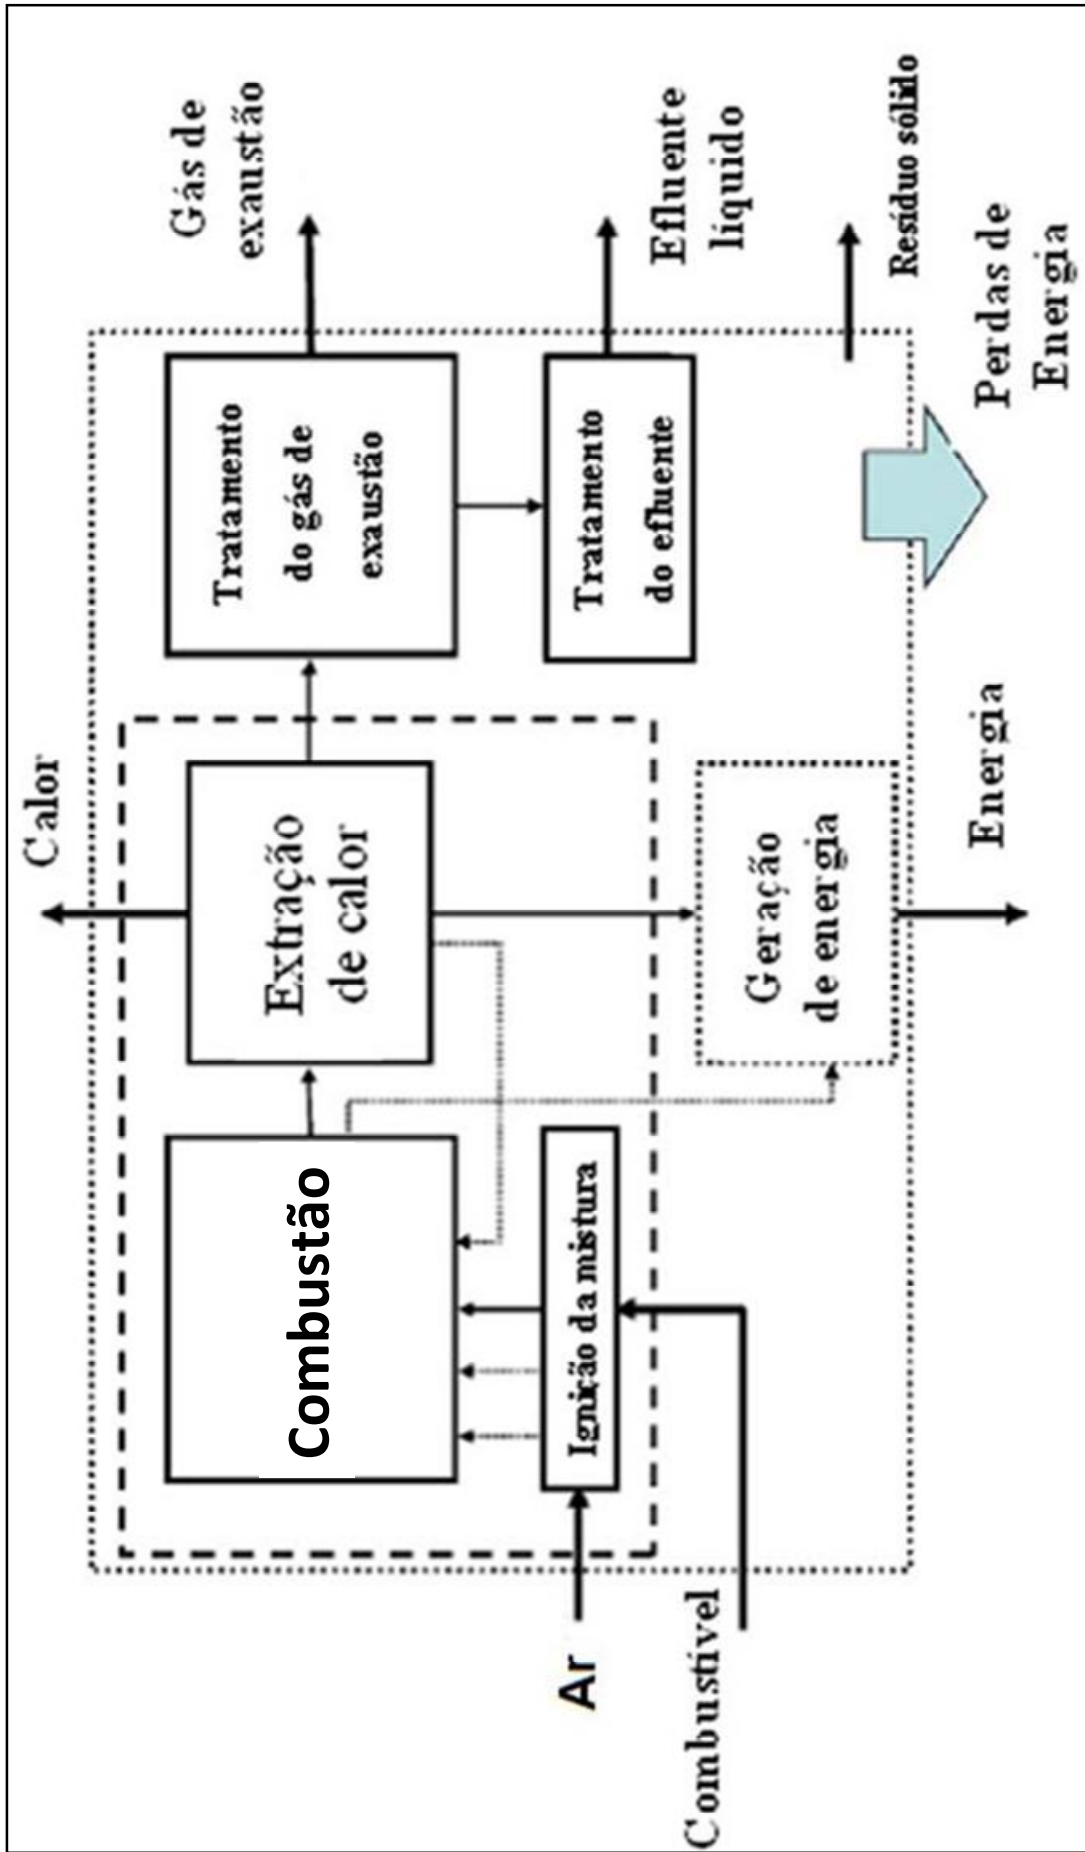 Calor
Gás de
exaustão
Combustão
Extração
de calor
Tratamento
do gás de
exaustão
Ar
Ignição da mistura
Tratamento
do efluente
Efluente
líquido
Combustível
Geração
de energia
Resíduo sólido
Energia
Perdas de
Energia